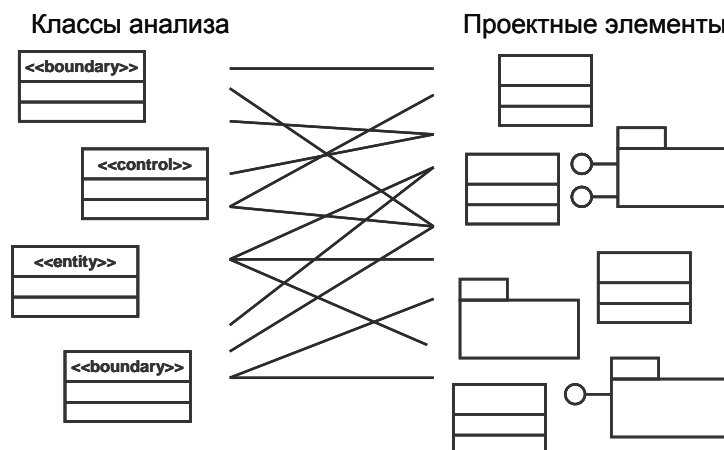 Классы анализа
Проектные элементы
<<boundary>>
<<control>>
<<entity>>
<<boundary>>